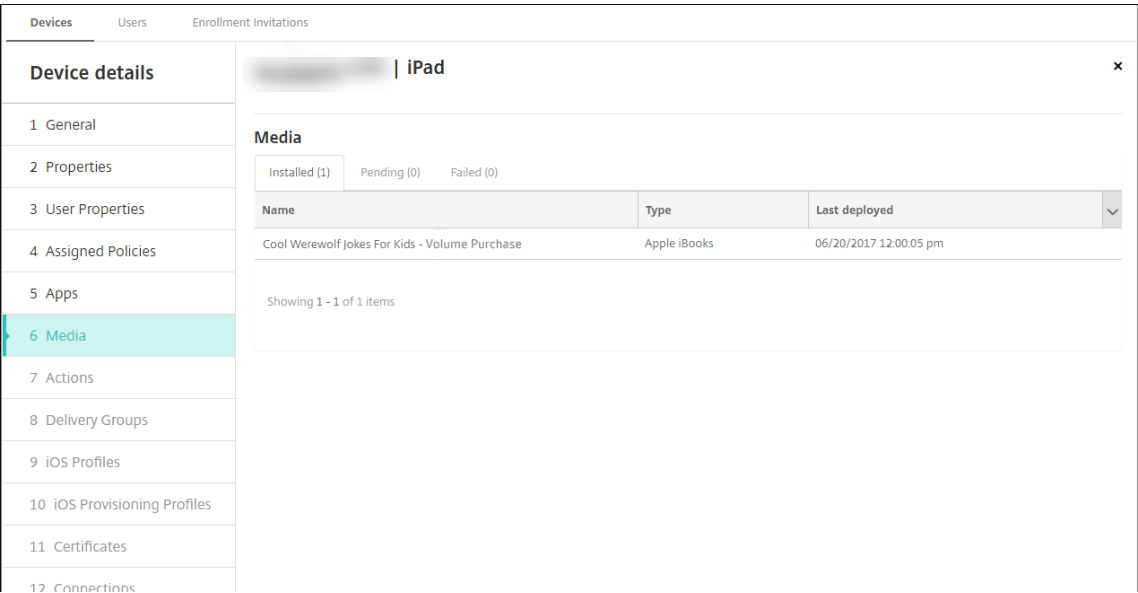 Devices Users Enrollment Invitations
Device details
| iPad
×
1 General
2 Properties
3 User Properties
4 Assigned Policies
5 Apps
6 Media
7 Actions
8 Delivery Groups
9 iOS Profiles
10 iOS Provisioning Profiles
11 Certificates
12 Connections
Media
Installed (1) Pending (0) Failed (0)
Name Type Last deployed
Cool Werewolf Jokes For Kids - Volume Purchase Apple iBooks 06/20/2017 12:00:05 pm
Showing 1 - 1 of 1 items